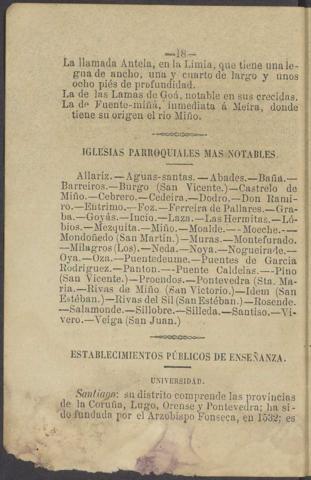 —18—
La llamada Antela, en la Limia, que tiene una le-
gua de ancho, una y cuarto de largo y unos
ocho piés de profundidad.
La de las Lamas de Goá, notable en sus crecidas.
La de Fuente-miñá, inmediata á Meira, donde
tiene su origen el rio Miño.
IGLESIAS PARROQUIALES MAS NOTABLES.
Allariz.—Aguas-santas.—Abades.—Baña.—
Barreiros.—Burgo (San Vicente.)—Castrelo de
Miño.—Cebrero.—Cedeira.—Dodro.—Don Rami-
ro.—Entrimo.—Foz.—Ferreira de Pallares.—Gra-
ba.—Goyás.—Incio.—Laza.—Las Hermitas.—Ló-
bios.—Mezquita.—Miño.—Moalde.—Moeche.—
Mondoñedo (San Martin.)—Muras.—Montefurado.
—Milagros (Los).—Neda.—Noya.—Nogueira de.—
Oya.—Oza.—Puentedeume.—Puentes de Garcia
Rodriguez.—Panton.—Puente Caldelas.—Pino
(San Vicente.)—Proendos.—Pontevedra (Sta. Ma-
ria.—Rivas de Miño (San Victorio.)—Idem (San
Estéban.)—Rivas del Sil (San Estéban.)—Rosende.
—Salamonde.—Sillobre.—Silleda.—Santiso.—Vi-
vero.—Veiga (San Juan.)
ESTABLECIMIENTOS PÚBLICOS DE ENSEÑANZA.
UNIVERSIDAD.
Santiago: su distrito comprende las provincias
de la Coruña, Lugo, Orense y Pontevedra; ha si-
do fundada por el Arzobispo Fonseca, en 1532; es